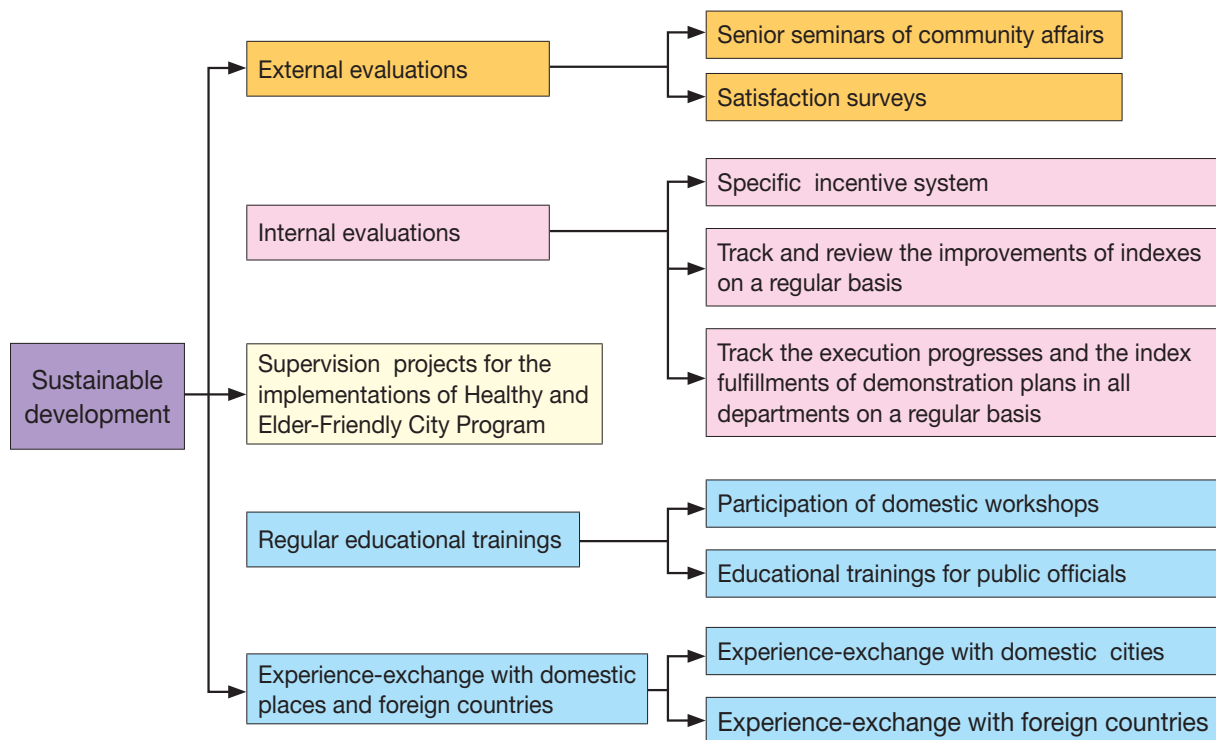 Sustainable
development
External evaluations
Senior seminars of community affairs
Satisfaction surveys
Internal evaluations
Specific incentive system
Track and review the improvements of indexes
on a regular basis
Track the execution progresses and the index
fulfillments of demonstration plans in all
departments on a regular basis
Supervision projects for the
implementations of Healthy and
Elder-Friendly City Program
Regular educational trainings
Participation of domestic workshops
Educational trainings for public officials
Experience-exchange with domestic
places and foreign countries
Experience-exchange with domestic cities
Experience-exchange with foreign countries